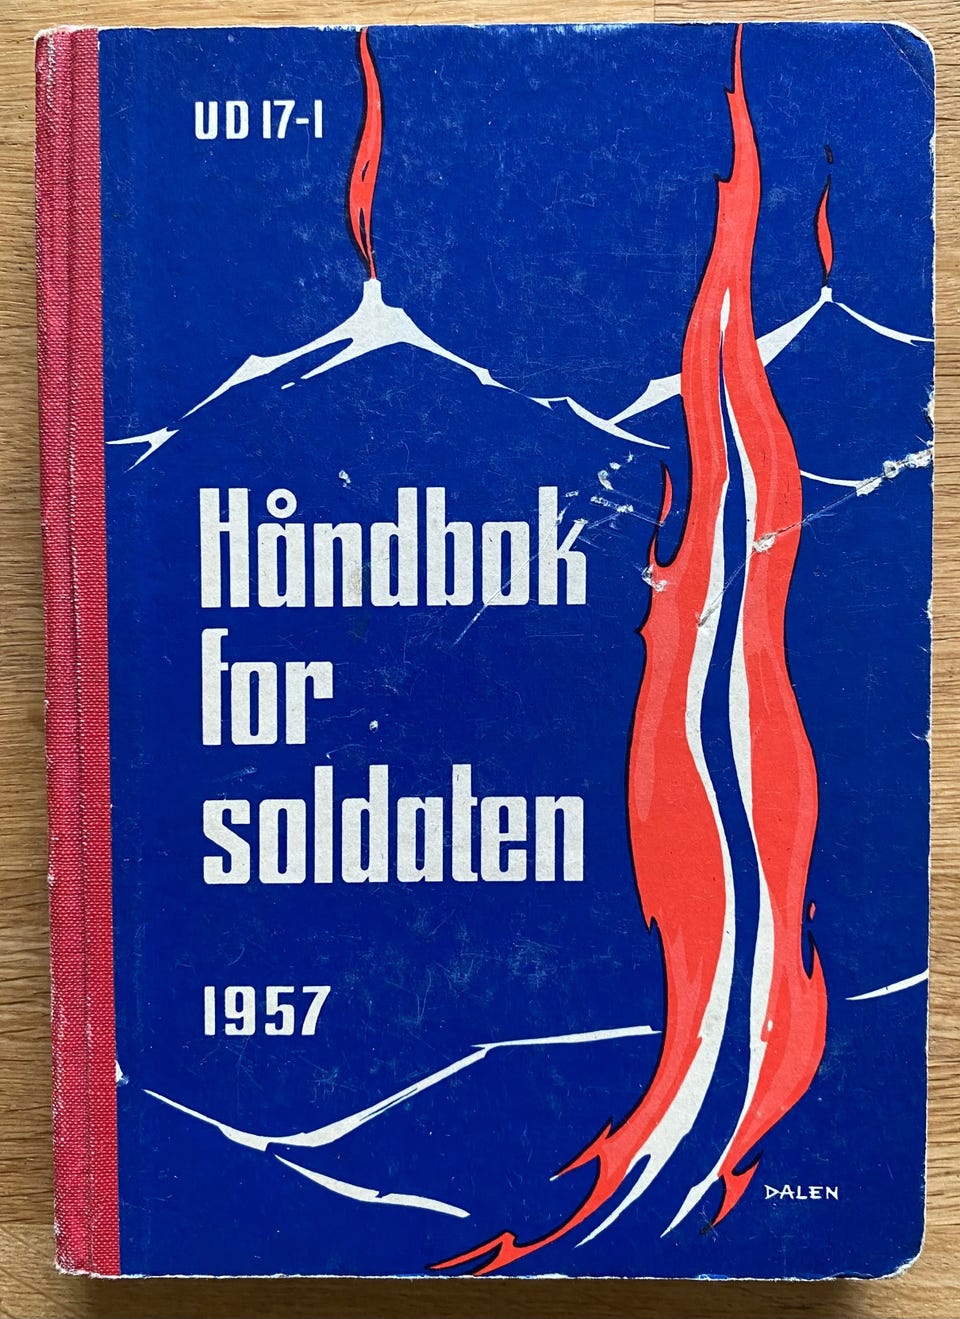 UD 17-1
Håndbok
for
soldaten
1957
DALEN